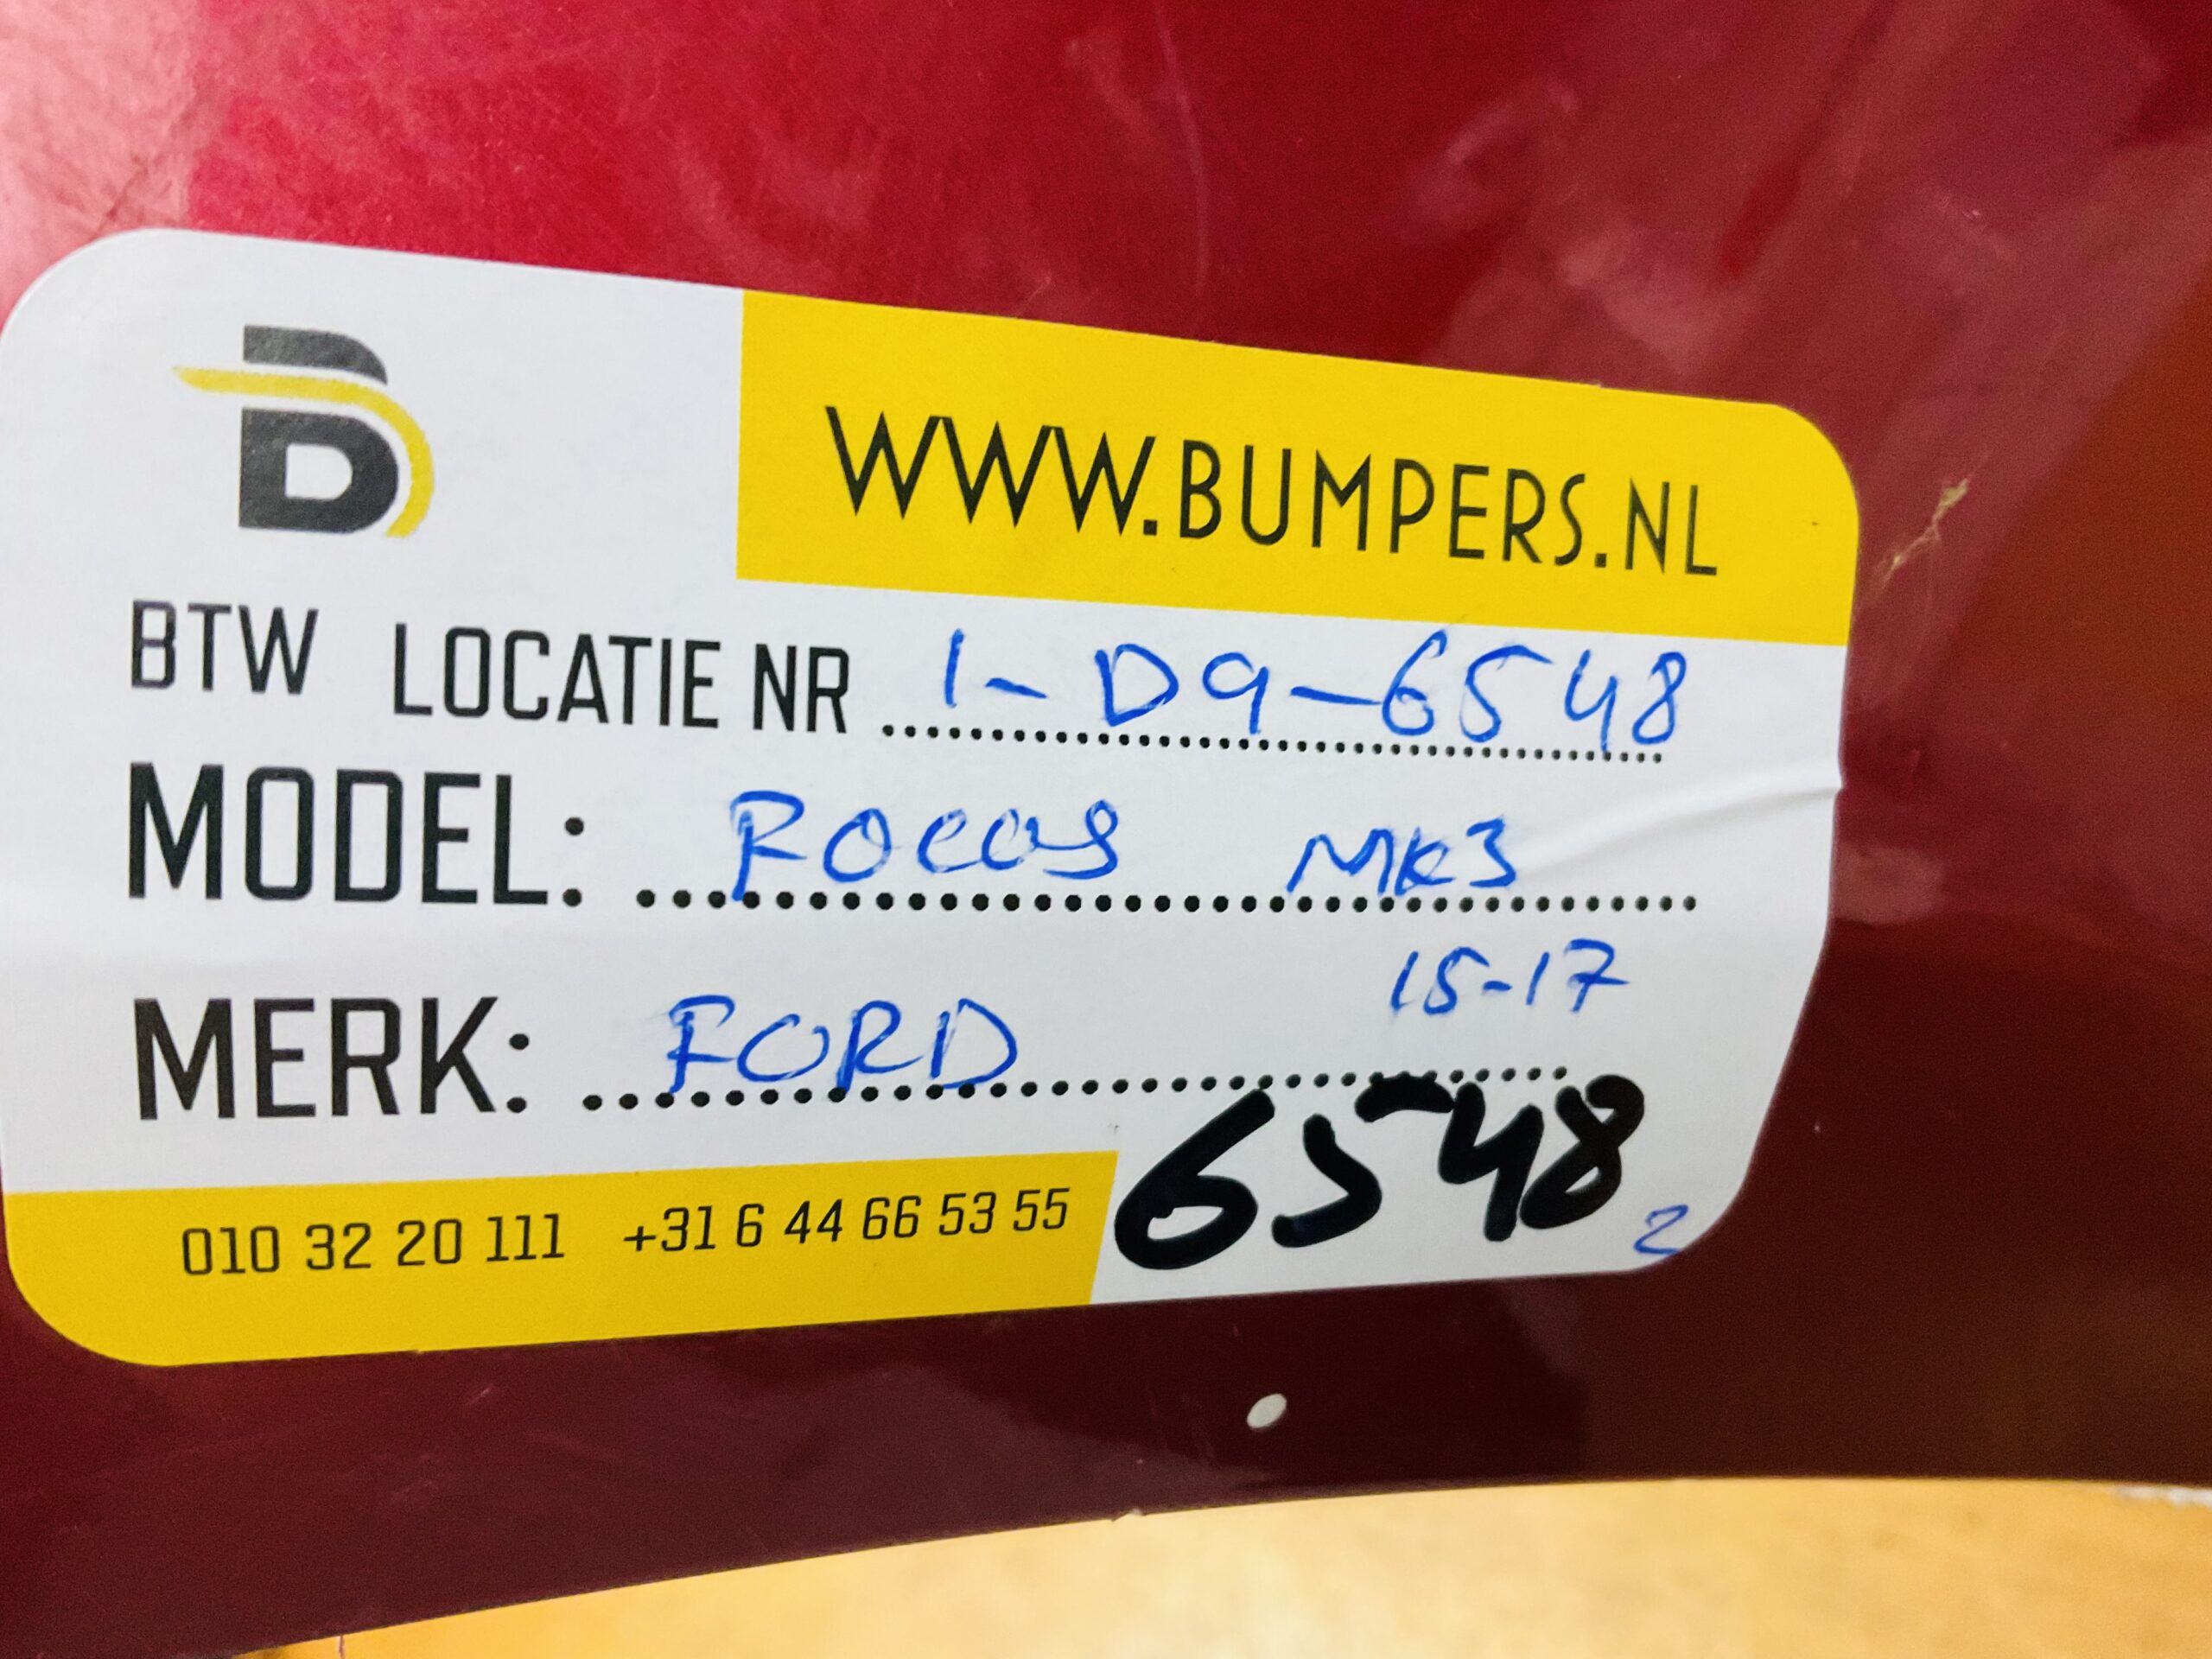 B
WWW.BUMPERS.NL
BTW LOCATIE NR 1-D9-6548
MODEL: FOCUS MK3
15-17
MERK: FORD
6548
2
010 32 20 111 +31 6 44 66 53 55